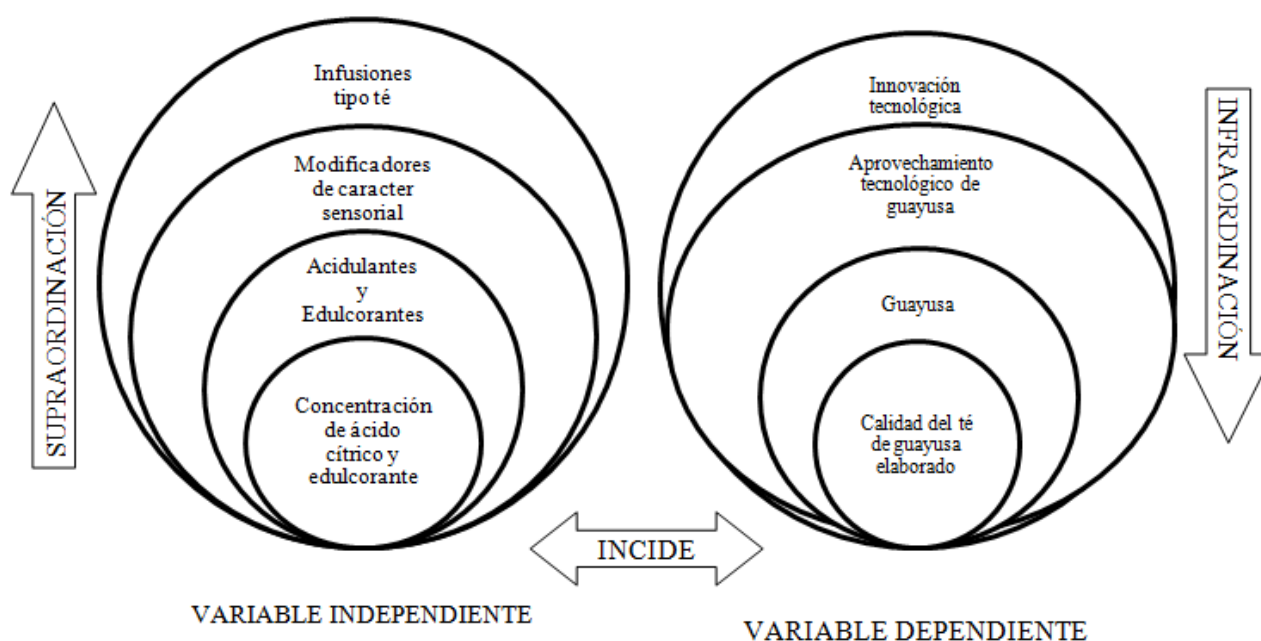 Infusiones
tipo té
Modificadores
de caracter
sensorial
Acidulantes
y
Edulcorantes
Concentración
de ácido
cítrico y
edulcorante
SUPRAORDINACIÓN
Innovación
tecnológica
Aprovechamiento
tecnológico de
guayusa
Guayusa
Calidad del té
de guayusa
elaborado
INFRAORDINACIÓN
INCIDE
VARIABLE INDEPENDIENTE
VARIABLE DEPENDIENTE